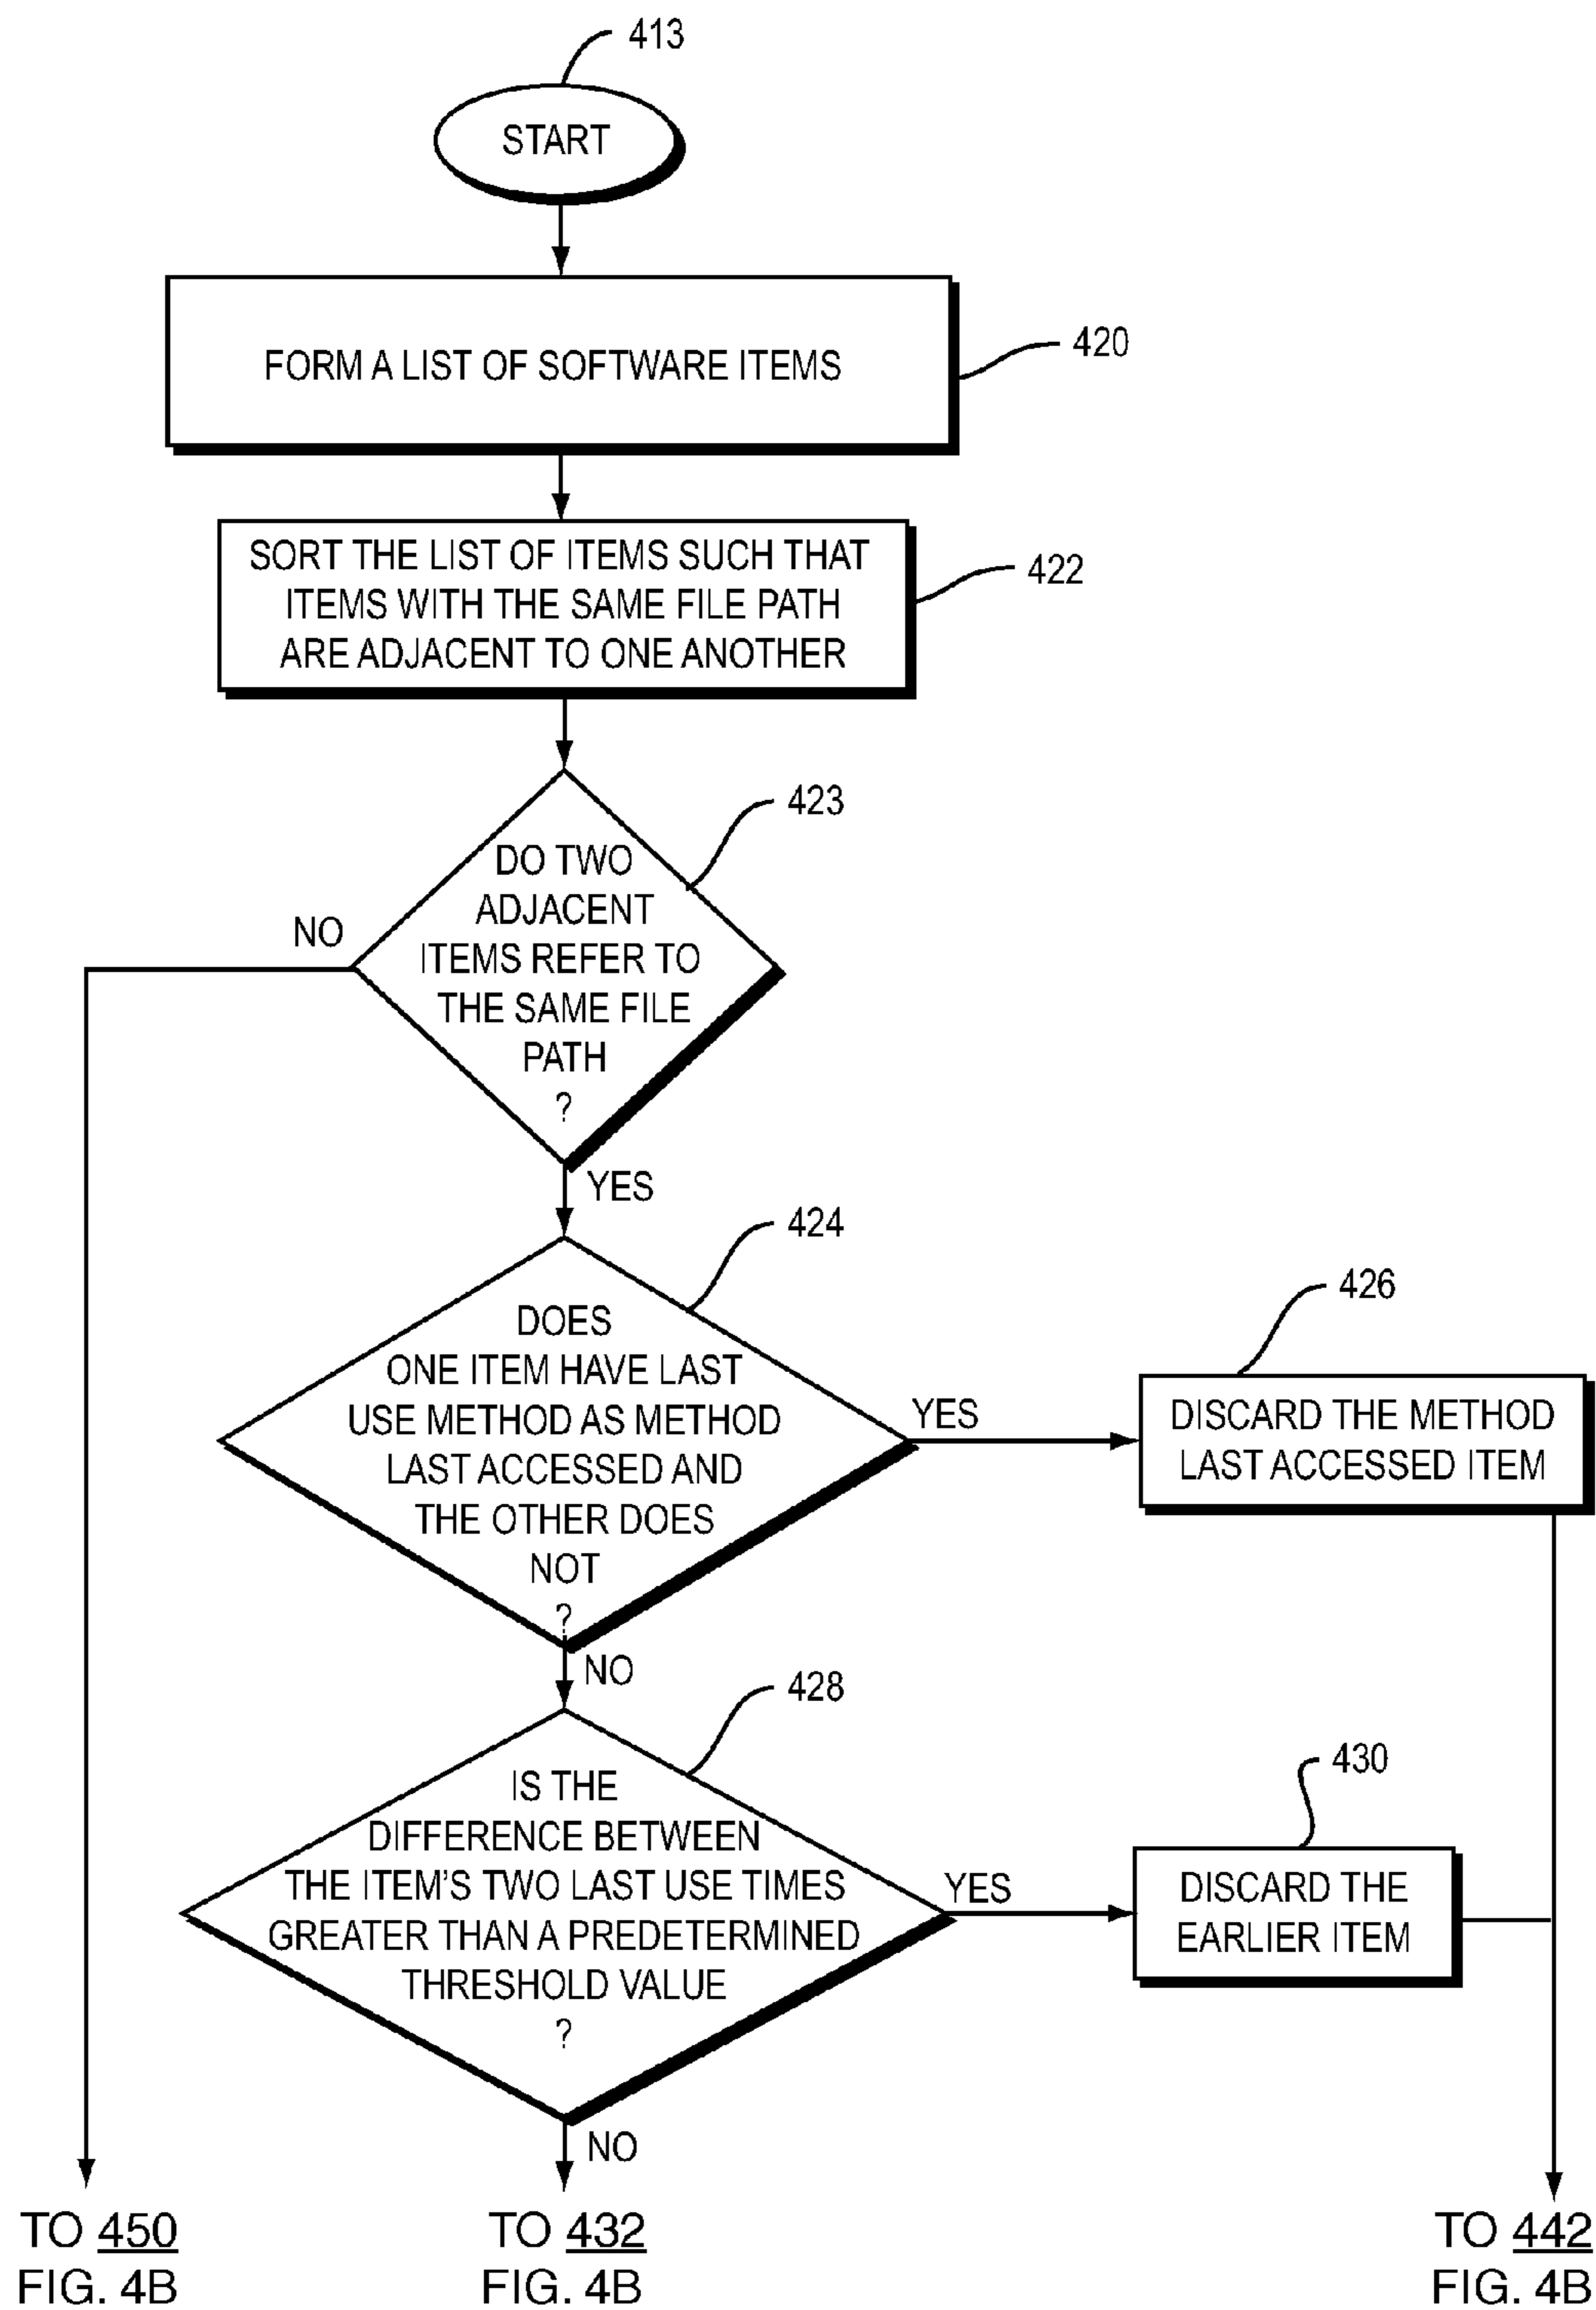 413
START
FORM A LIST OF SOFTWARE ITEMS
420
SORT THE LIST OF ITEMS SUCH THAT
ITEMS WITH THE SAME FILE PATH
ARE ADJACENT TO ONE ANOTHER
422
423
DO TWO
ADJACENT
ITEMS REFER TO
THE SAME FILE
PATH
?
NO
YES
424
DOES
ONE ITEM HAVE LAST
USE METHOD AS METHOD
LAST ACCESSED AND
THE OTHER DOES
NOT
?
YES
426
DISCARD THE METHOD
LAST ACCESSED ITEM
NO
428
IS THE
DIFFERENCE BETWEEN
THE ITEM'S TWO LAST USE TIMES
GREATER THAN A PREDETERMINED
THRESHOLD VALUE
?
YES
430
DISCARD THE
EARLIER ITEM
NO
TO 450
FIG. 4B
TO 432
FIG. 4B
TO 442
FIG. 4B